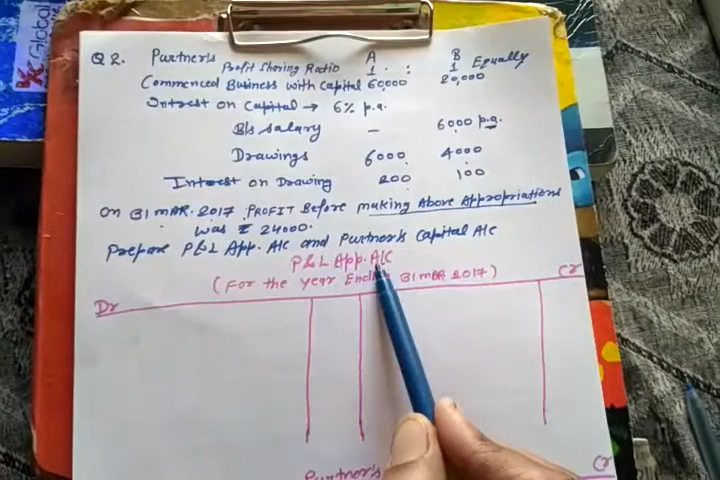 Global
Q2. Partners A B
Profit Sharing Ratio 1 : 1 Equally
Commenced Business with Capital 60,000 20,000
Interest on Capital → 6% p.a.
B's Salary — 6000 p.a.
Drawings 6000 4000
Interest on Drawing 200 100
On 31 MAR. 2017 PROFIT Before making Above Appropriations
was ₹ 24000.
Prepare P&L App. A/C and Partner's Capital A/C
P&L App. A/C
(For the Year Ending 31 MAR 2017)
Dr Cr
Partner's
Cr